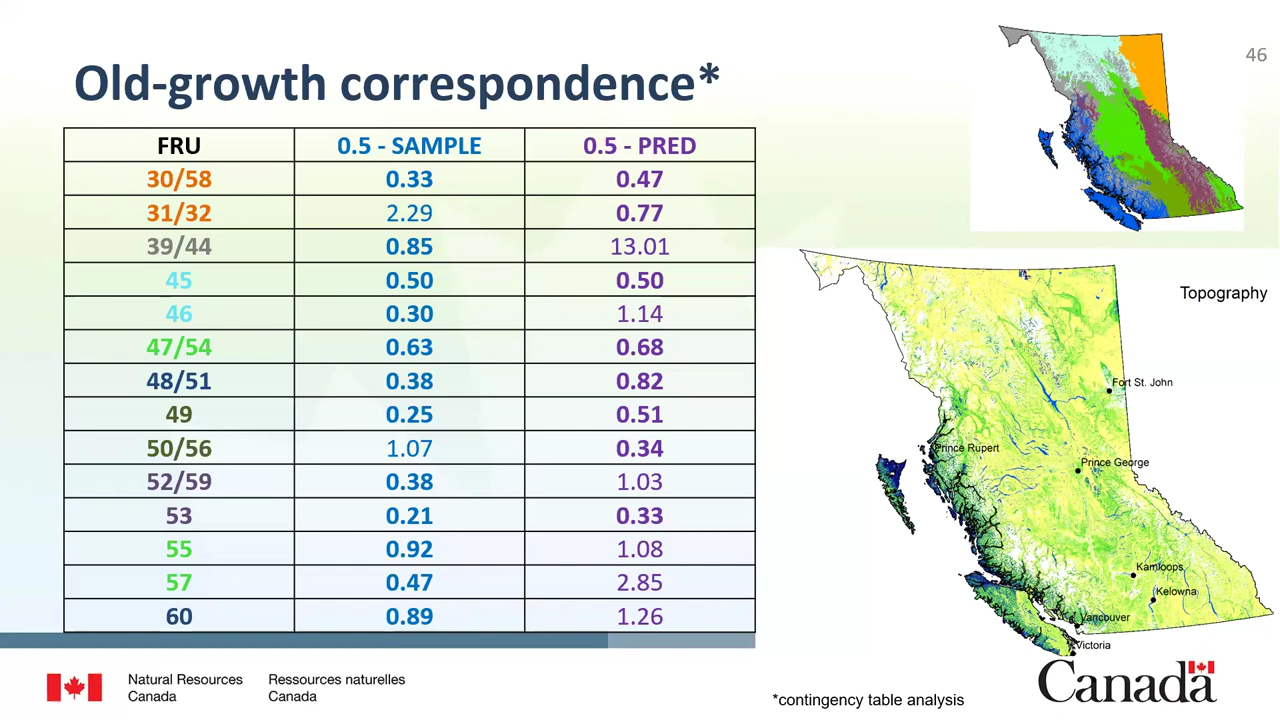 46
Old-growth correspondence*
FRU 0.5 - SAMPLE 0.5 - PRED
30/58 0.33 0.47
31/32 2.29 0.77
39/44 0.85 13.01
45 0.50 0.50
46 0.30 1.14
47/54 0.63 0.68
48/51 0.38 0.82
49 0.25 0.51
50/56 1.07 0.34
52/59 0.38 1.03
53 0.21 0.33
55 0.92 1.08
57 0.47 2.85
60 0.89 1.26
Topography
Fort St. John
Prince Rupert
Prince George
Kamloops
Kelowna
Vancouver
Victoria
Natural Resources Canada
Ressources naturelles Canada
*contingency table analysis
Canada